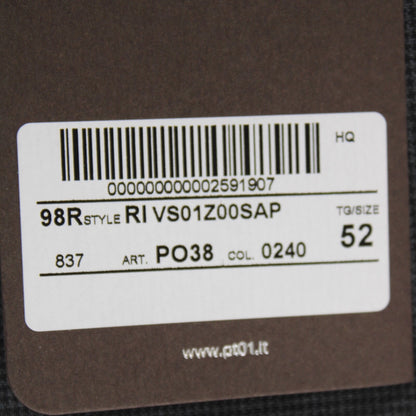 HQ
000000000002591907
98R STYLE RI VS01Z00SAP TG/SIZE
837 ART. PO38 COL. 0240 52
www.pt01.it